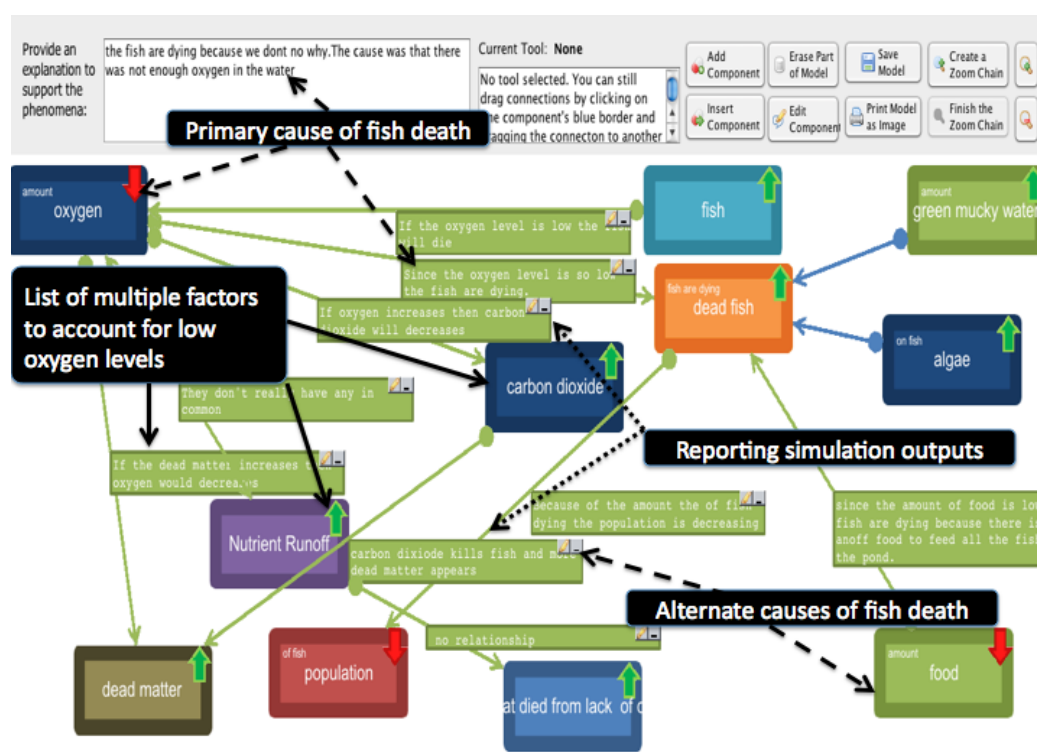 Provide an
explanation to
support the
phenomena:
the fish are dying because we dont no why.The cause was that there
was not enough oxygen in the water
Current Tool: None
No tool selected. You can still
drag connections by clicking on
component's blue border and
dragging the connecton to another
Add
Component
Erase Part
of Model
Save
Model
Create a
Zoom Chain
Insert
Component
Edit
Component
Print Model
as Image
Finish the
Zoom Chain
Primary cause of fish death
amount
oxygen
fish
amount
green mucky water
If the oxygen level is low the
will die
Since the oxygen level is so low
the fish are dying.
fish are dying
dead fish
List of multiple factors
to account for low
oxygen levels
If oxygen increases then carbon
dioxide will decreases
on fish
algae
carbon dioxide
They don't really have any in
common
Reporting simulation outputs
If the dead matter increases
oxygen would decreases
because of the amount the of fish
dying the population is decreasing
since the amount of food is low
fish are dying because there is
anoff food to feed all the fish
the pond.
Nutrient Runoff
carbon dixiode kills fish and more
dead matter appears
Alternate causes of fish death
no relationship
dead matter
of fish
population
at died from lack of
amount
food